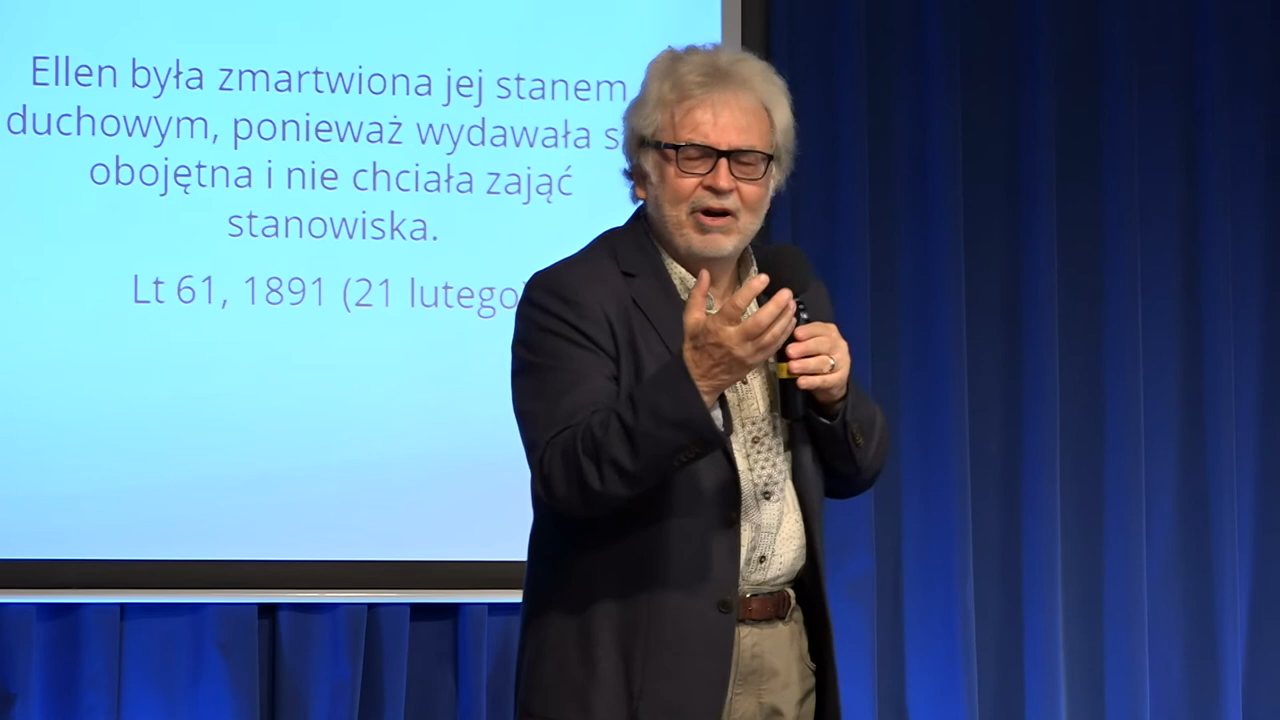 Ellen była zmartwiona jej stanem
duchowym, ponieważ wydawała
obojętna i nie chciała zająć
stanowiska.
Lt 61, 1891 (21 lutego